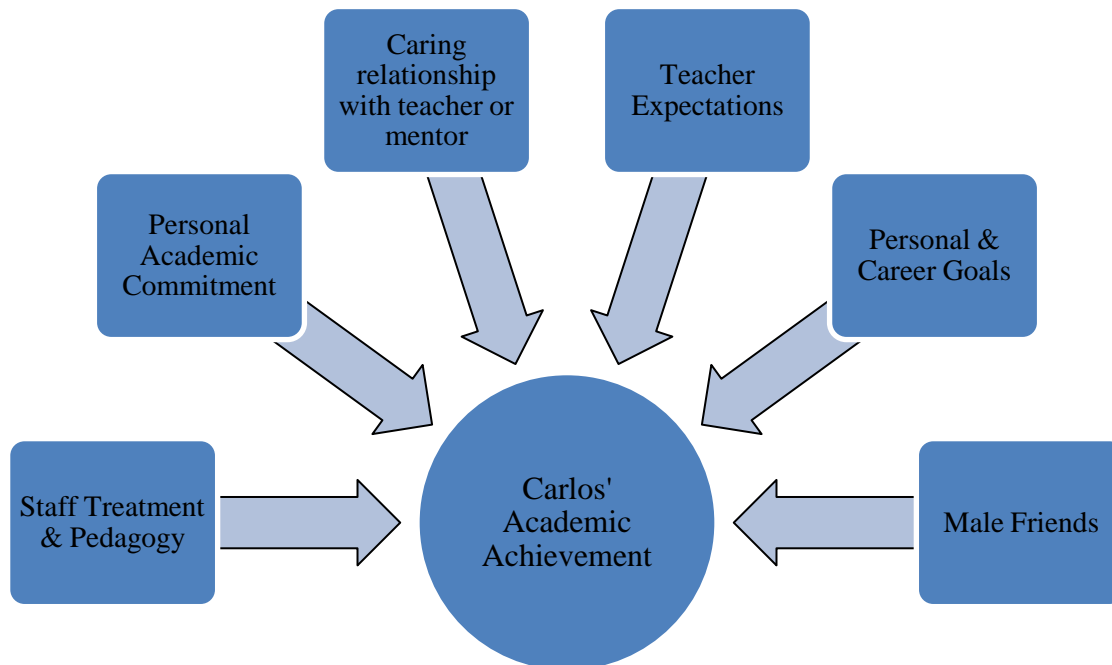 Caring
relationship
with teacher or
mentor
Teacher
Expectations
Personal
Academic
Commitment
Personal &
Career Goals
Staff Treatment
& Pedagogy
Carlos'
Academic
Achievement
Male Friends